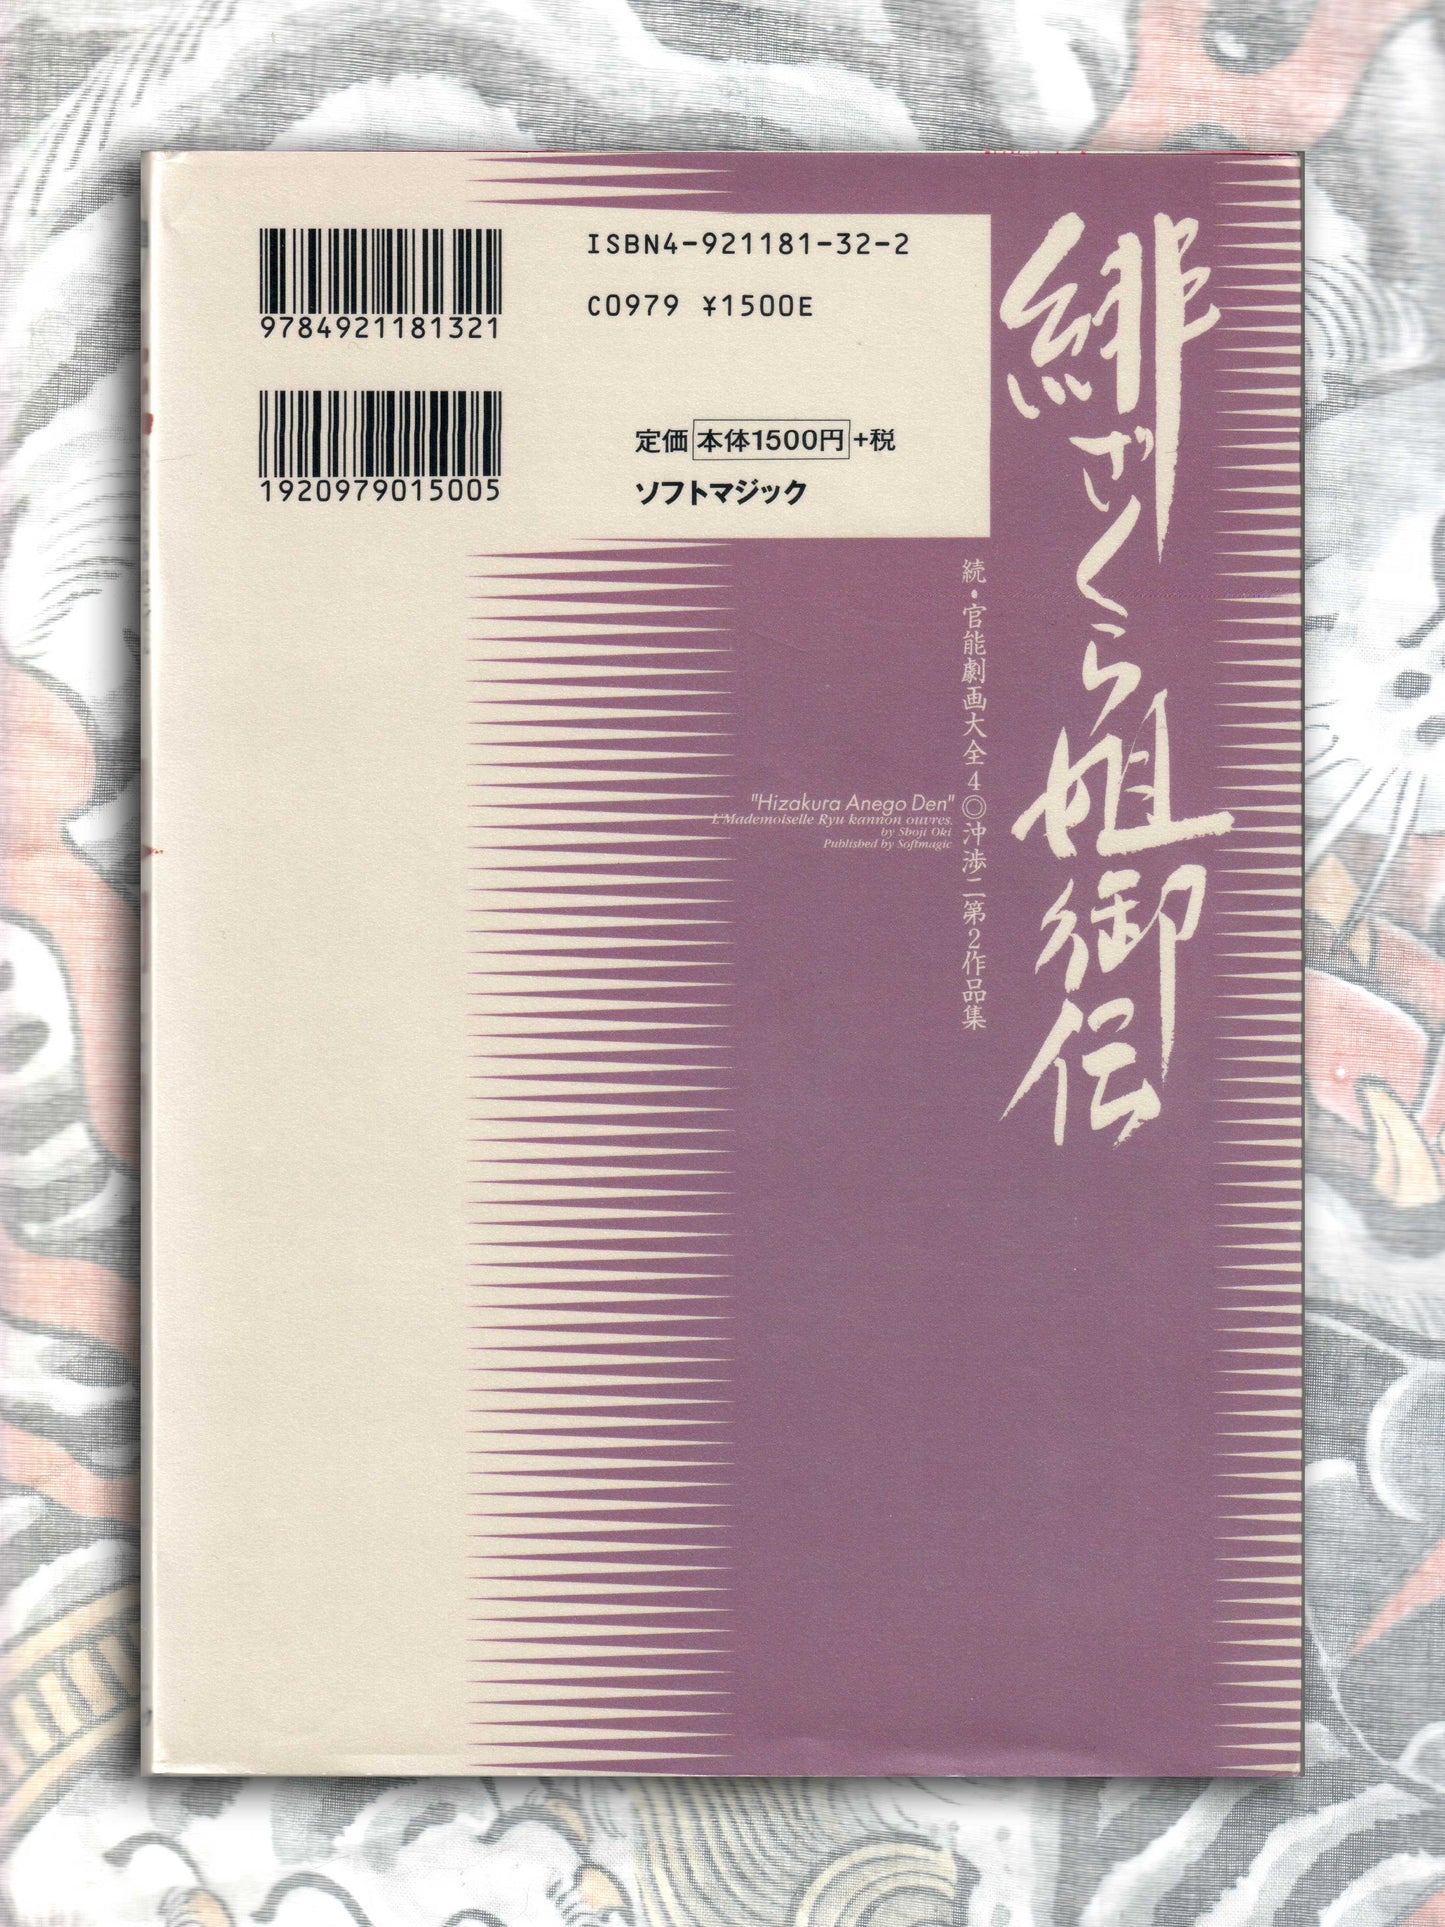 ISBN4-921181-32-2
C0979 ¥1500E
9784921181321
1920979015005
定価 本体1500円 +税
ソフトマジック
緋ざくら姐御伝
続・官能劇画大全4◎沖渉二第2作品集
"Hizakura Anego Den"
L'Mademoiselle Ryu kannon ouvres.
by Shoji Oki
Published by Softmagic